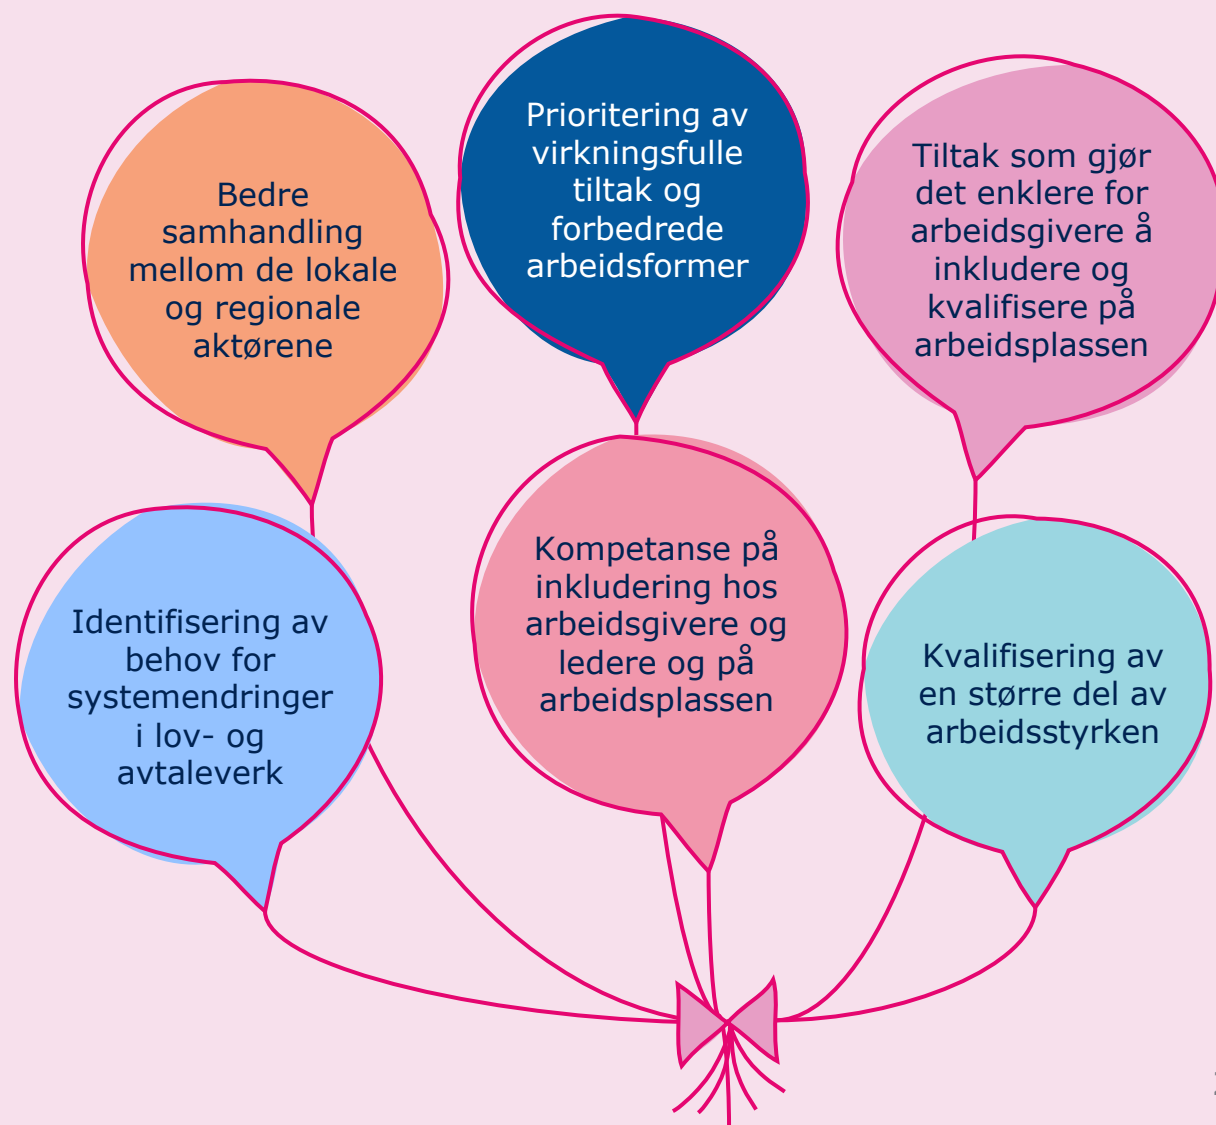 Bedre
samhandling
mellom de lokale
og regionale
aktørene
Prioritering av
virkningsfulle
tiltak og
forbedrede
arbeidsformer
Tiltak som gjør
det enklere for
arbeidsgivere å
inkludere og
kvalifisere på
arbeidsplassen
Identifisering av
behov for
systemendringer
i lov- og
avtaleverk
Kompetanse på
inkludering hos
arbeidsgivere og
ledere og på
arbeidsplassen
Kvalifisering av
en større del av
arbeidsstyrken